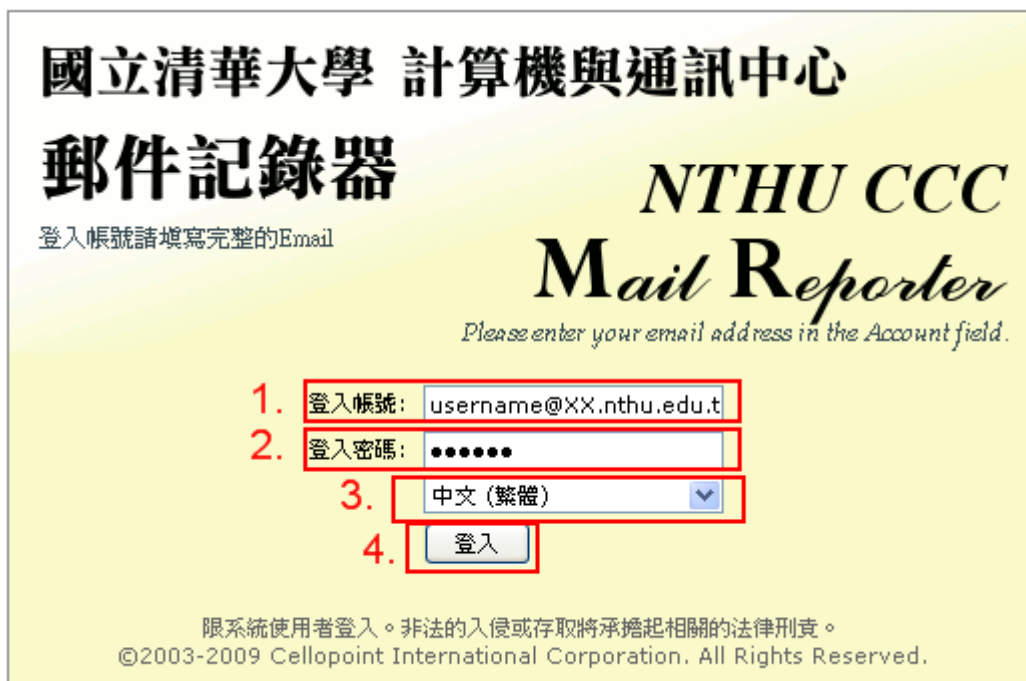 國立清華大學 計算機與通訊中心
郵件記錄器
NTHU CCC
登入帳號請填寫完整的Email
Mail Reporter
Please enter your email address in the Account field.
1. 登入帳號: username@XX.nthu.edu.t
2. 登入密碼: ••••••
3. 中文 (繁體)
4. 登入
限系統使用者登入。非法的入侵或存取將承擔起相關的法律刑責。
©2003-2009 Cellopoint International Corporation. All Rights Reserved.